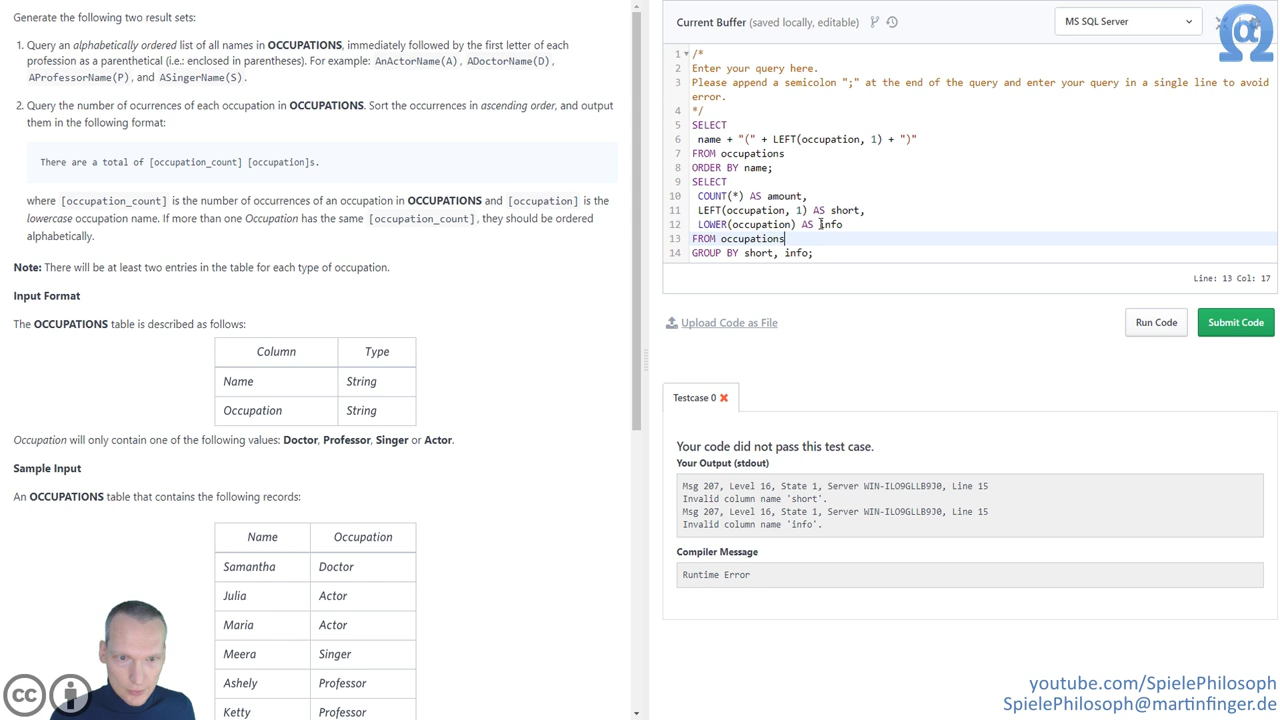 Generate the following two result sets:
1. Query an alphabetically ordered list of all names in OCCUPATIONS, immediately followed by the first letter of each
profession as a parenthetical (i.e.: enclosed in parentheses). For example: AnActorName(A), ADoctorName(D),
AProfessorName(P), and ASingerName(S).
2. Query the number of ocurrences of each occupation in OCCUPATIONS. Sort the occurrences in ascending order, and output
them in the following format:
There are a total of [occupation_count] [occupation]s.
where [occupation_count] is the number of occurrences of an occupation in OCCUPATIONS and [occupation] is the
lowercase occupation name. If more than one Occupation has the same [occupation_count], they should be ordered
alphabetically.
Note: There will be at least two entries in the table for each type of occupation.
Input Format
The OCCUPATIONS table is described as follows:
Column Type
Name String
Occupation String
Occupation will only contain one of the following values: Doctor, Professor, Singer or Actor.
Sample Input
An OCCUPATIONS table that contains the following records:
Name Occupation
Samantha Doctor
Julia Actor
Maria Actor
Meera Singer
Ashely Professor
Ketty Professor
cc
Current Buffer (saved locally, editable)
MS SQL Server
1 /*
2 Enter your query here.
3 Please append a semicolon ";" at the end of the query and enter your query in a single line to avoid
error.
4 */
5 SELECT
6 name + "(" + LEFT(occupation, 1) + ")"
7 FROM occupations
8 ORDER BY name;
9 SELECT
10 COUNT(*) AS amount,
11 LEFT(occupation, 1) AS short,
12 LOWER(occupation) AS info
13 FROM occupations
14 GROUP BY short, info;
Line: 13 Col: 17
Upload Code as File
Run Code
Submit Code
Testcase 0
Your code did not pass this test case.
Your Output (stdout)
Msg 207, Level 16, State 1, Server WIN-ILO9GLLB9J0, Line 15
Invalid column name 'short'.
Msg 207, Level 16, State 1, Server WIN-ILO9GLLB9J0, Line 15
Invalid column name 'info'.
Compiler Message
Runtime Error
youtube.com/SpielePhilosoph
SpielePhilosoph@martinfinger.de